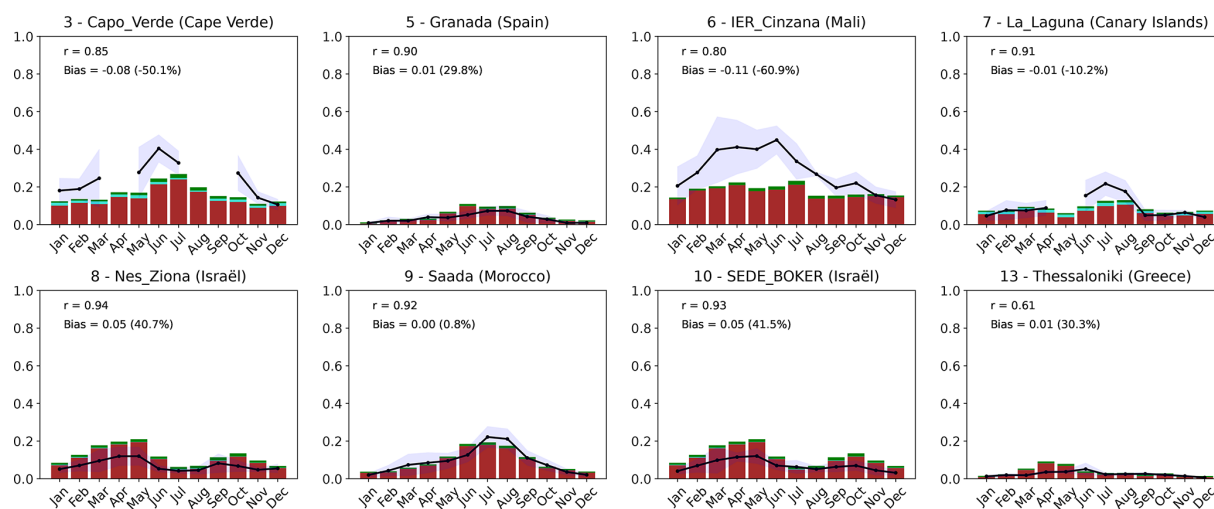 3 - Capo_Verde (Cape Verde)
1.0
0.8
0.6
0.4
0.2
0.0
r = 0.85
Bias = -0.08 (-50.1%)
Jan Feb Mar Apr May Jun Jul Aug Sep Oct Nov Dec
5 - Granada (Spain)
1.0
0.8
0.6
0.4
0.2
0.0
r = 0.90
Bias = 0.01 (29.8%)
Jan Feb Mar Apr May Jun Jul Aug Sep Oct Nov Dec
6 - IER_Cinzana (Mali)
1.0
0.8
0.6
0.4
0.2
0.0
r = 0.80
Bias = -0.11 (-60.9%)
Jan Feb Mar Apr May Jun Jul Aug Sep Oct Nov Dec
7 - La_Laguna (Canary Islands)
1.0
0.8
0.6
0.4
0.2
0.0
r = 0.91
Bias = -0.01 (-10.2%)
Jan Feb Mar Apr May Jun Jul Aug Sep Oct Nov Dec
8 - Nes_Ziona (Israël)
1.0
0.8
0.6
0.4
0.2
0.0
r = 0.94
Bias = 0.05 (40.7%)
Jan Feb Mar Apr May Jun Jul Aug Sep Oct Nov Dec
9 - Saada (Morocco)
1.0
0.8
0.6
0.4
0.2
0.0
r = 0.92
Bias = 0.00 (0.8%)
Jan Feb Mar Apr May Jun Jul Aug Sep Oct Nov Dec
10 - SEDE_BOKER (Israël)
1.0
0.8
0.6
0.4
0.2
0.0
r = 0.93
Bias = 0.05 (41.5%)
Jan Feb Mar Apr May Jun Jul Aug Sep Oct Nov Dec
13 - Thessaloniki (Greece)
1.0
0.8
0.6
0.4
0.2
0.0
r = 0.61
Bias = 0.01 (30.3%)
Jan Feb Mar Apr May Jun Jul Aug Sep Oct Nov Dec